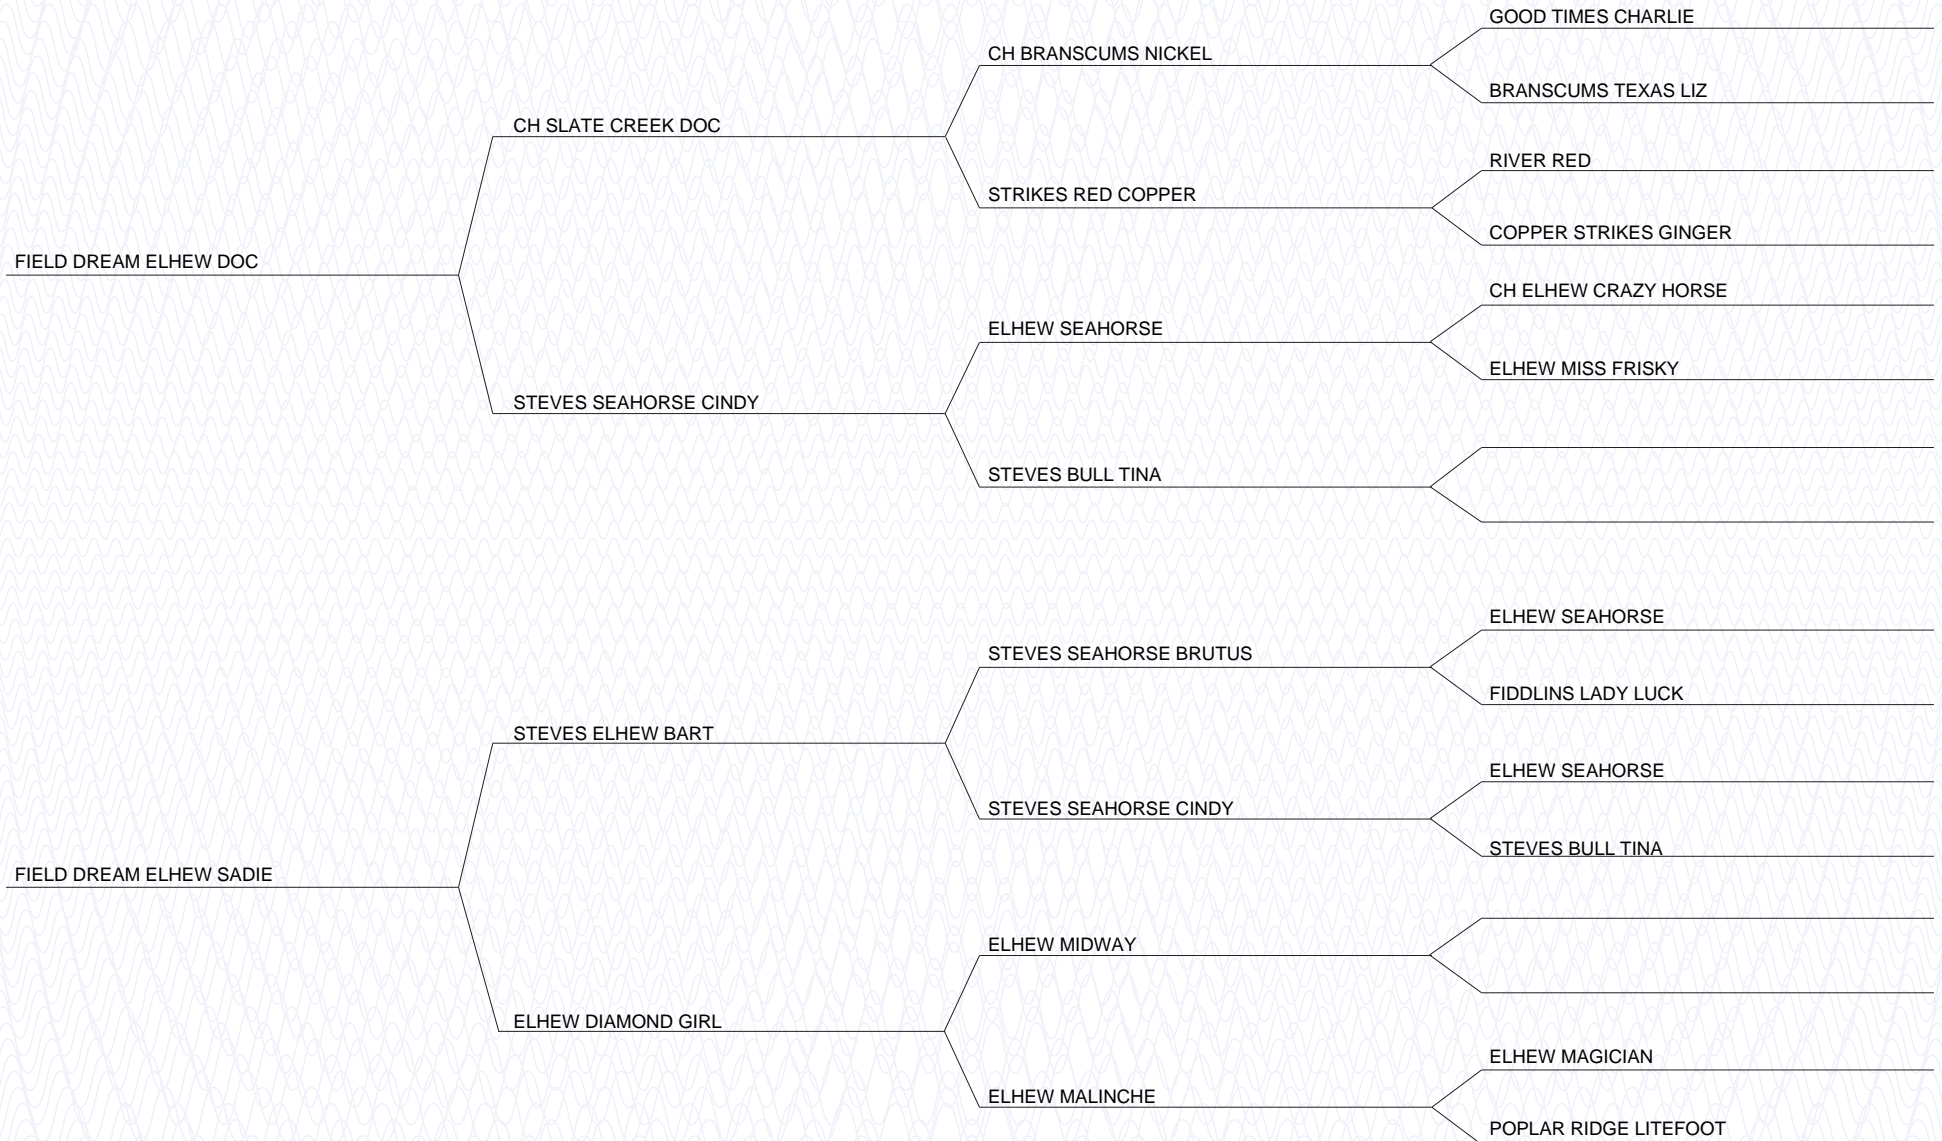 GOOD TIMES CHARLIE
CH BRANSCUMS NICKEL
BRANSCUMS TEXAS LIZ
CH SLATE CREEK DOC
RIVER RED
STRIKES RED COPPER
COPPER STRIKES GINGER
FIELD DREAM ELHEW DOC
CH ELHEW CRAZY HORSE
ELHEW SEAHORSE
ELHEW MISS FRISKY
STEVES SEAHORSE CINDY
STEVES BULL TINA
ELHEW SEAHORSE
STEVES SEAHORSE BRUTUS
FIDDLINS LADY LUCK
STEVES ELHEW BART
ELHEW SEAHORSE
STEVES SEAHORSE CINDY
STEVES BULL TINA
FIELD DREAM ELHEW SADIE
ELHEW MIDWAY
ELHEW DIAMOND GIRL
ELHEW MAGICIAN
ELHEW MALINCHE
POPLAR RIDGE LITEFOOT